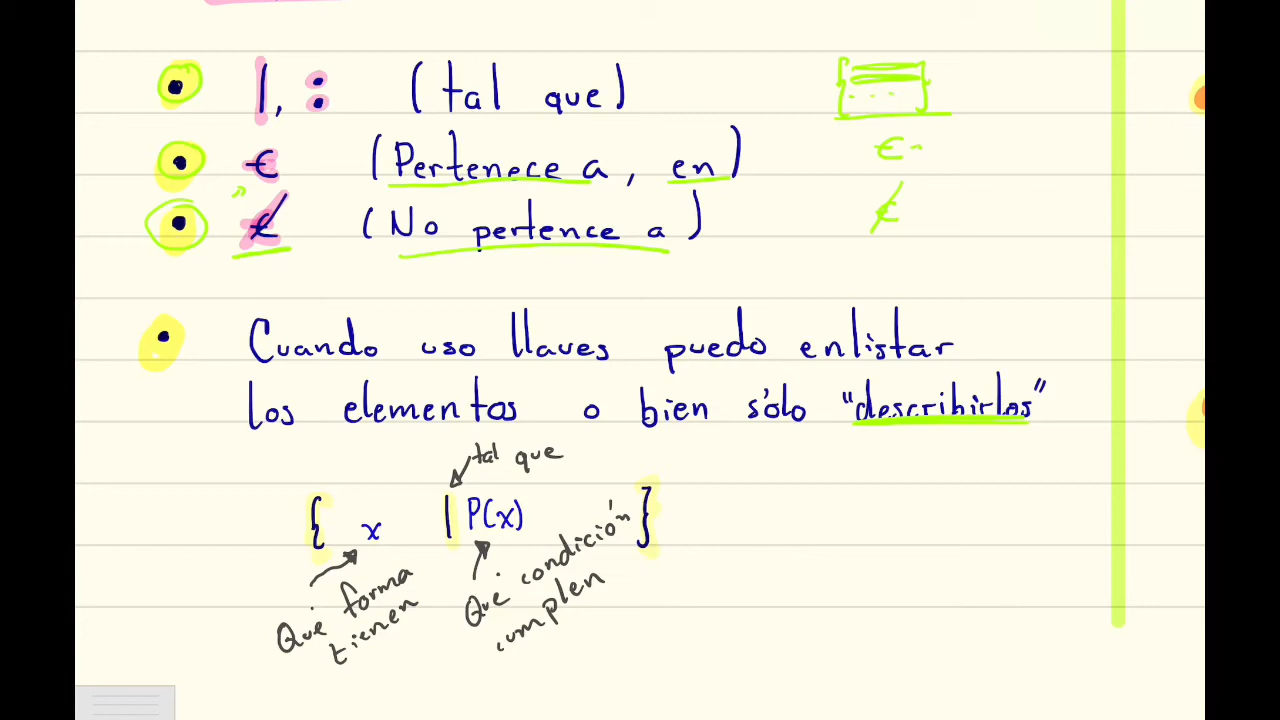 • |, : (tal que)
• ∈ (Pertenece a, en) ∈
• ∉ (No pertence a) ∉
• Cuando uso llaves puedo enlistar
los elementos o bien sólo "describirlos"
tal que
{ x | P(x) }
Qué forma
tienen
Qué condición
cumplen